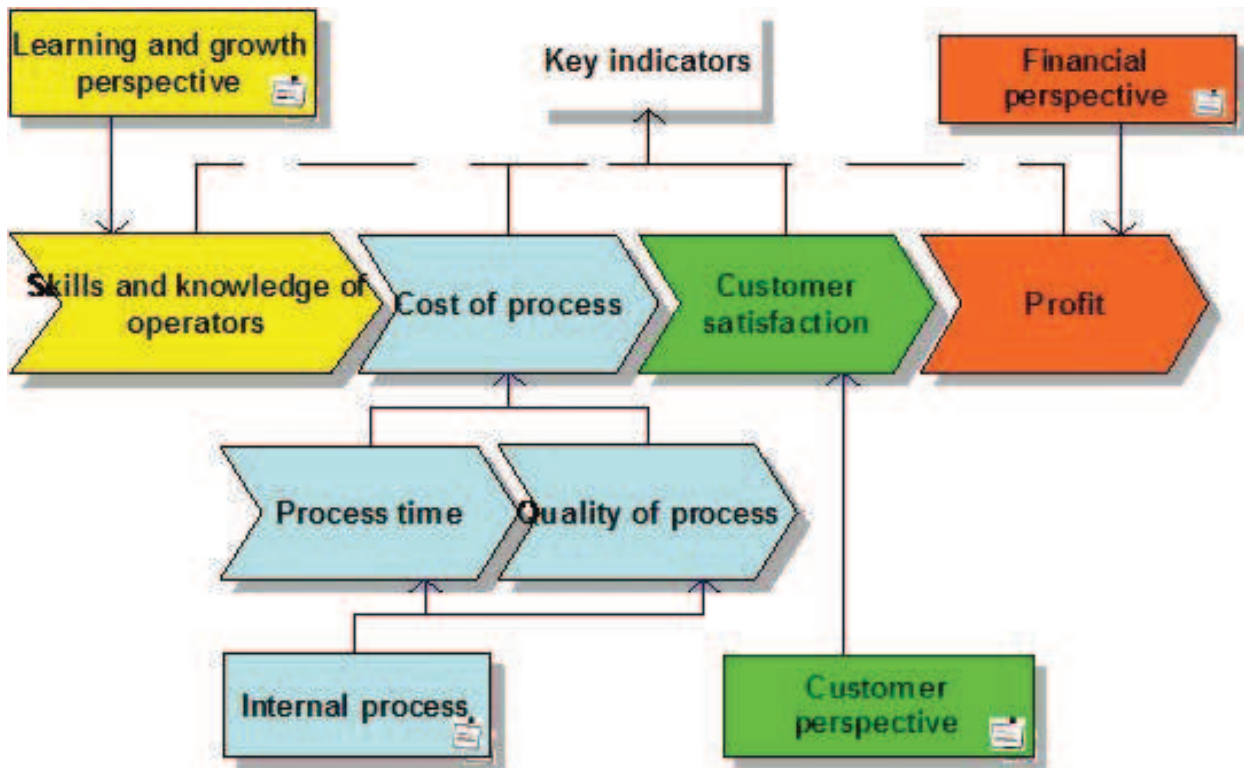 Learning and growth
perspective
Key indicators
Financial
perspective
Skills and knowledge of
operators
Cost of process
Customer
satisfaction
Profit
Process time
Quality of process
Internal process
Customer
perspective